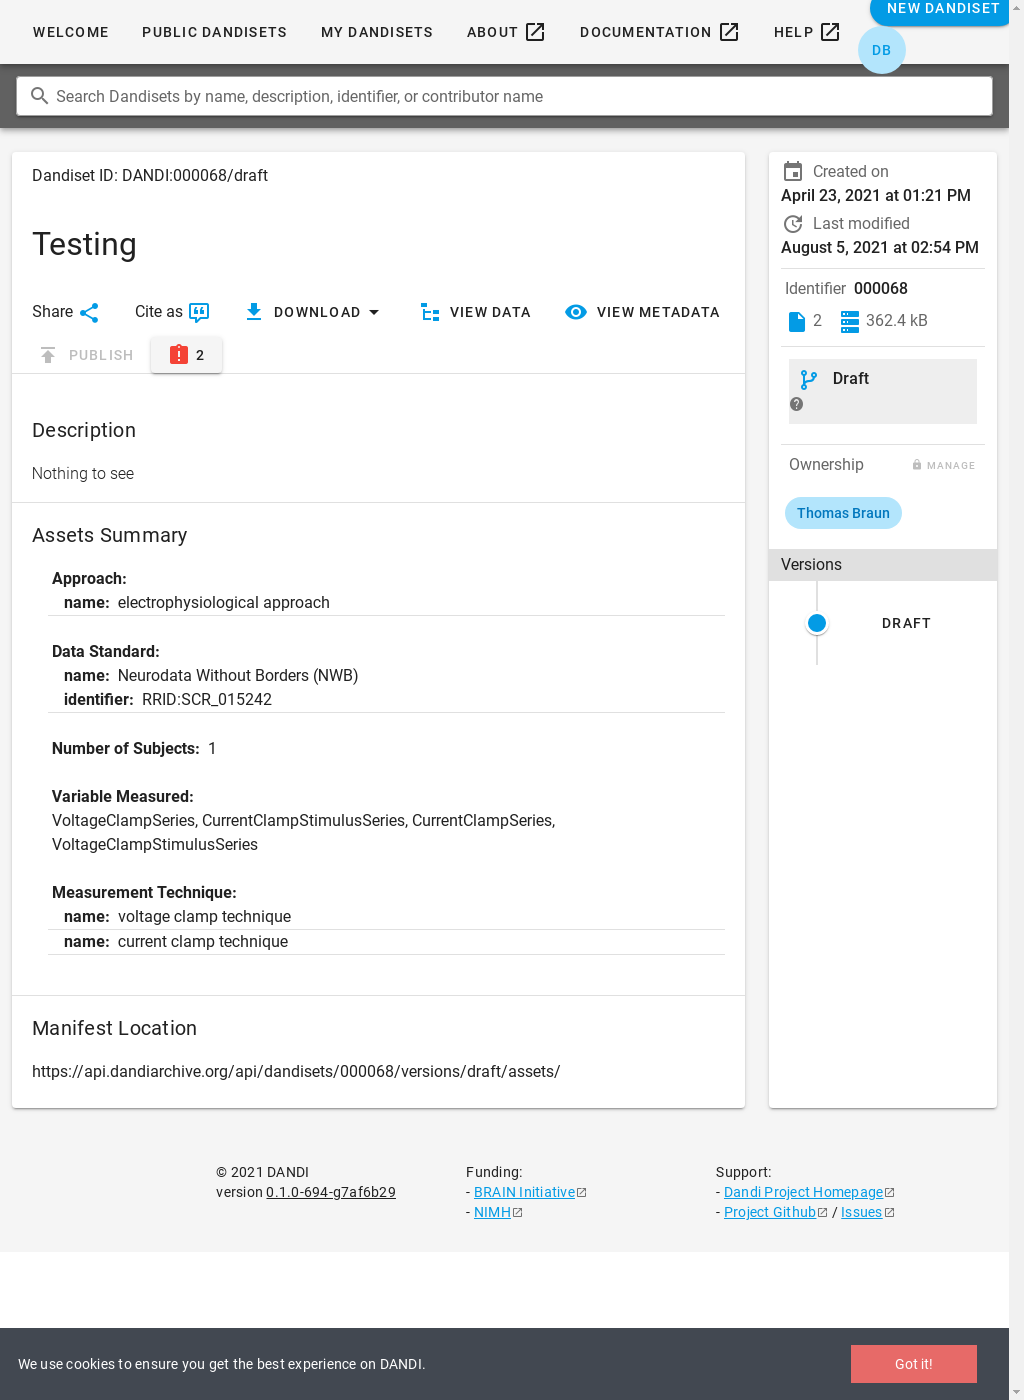 WELCOME PUBLIC DANDISETS MY DANDISETS ABOUT DOCUMENTATION HELP NEW DANDISET
DB
Search Dandisets by name, description, identifier, or contributor name
Dandiset ID: DANDI:000068/draft
Testing
Share Cite as DOWNLOAD VIEW DATA VIEW METADATA
PUBLISH 2
Description
Nothing to see
Assets Summary
Approach:
name: electrophysiological approach
Data Standard:
name: Neurodata Without Borders (NWB)
identifier: RRID:SCR_015242
Number of Subjects: 1
Variable Measured:
VoltageClampSeries, CurrentClampStimulusSeries, CurrentClampSeries,
VoltageClampStimulusSeries
Measurement Technique:
name: voltage clamp technique
name: current clamp technique
Manifest Location
https://api.dandiarchive.org/api/dandisets/000068/versions/draft/assets/
Created on
April 23, 2021 at 01:21 PM
Last modified
August 5, 2021 at 02:54 PM
Identifier 000068
2 362.4 kB
Draft
Ownership MANAGE
Thomas Braun
Versions
DRAFT
© 2021 DANDI
version 0.1.0-694-g7af6b29
Funding:
- BRAIN Initiative
- NIMH
Support:
- Dandi Project Homepage
- Project Github / Issues
We use cookies to ensure you get the best experience on DANDI.
Got it!